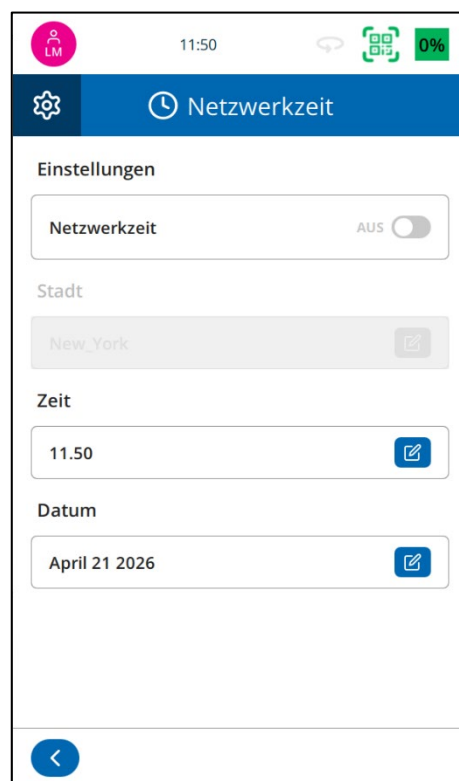 LM
11:50
0%
Netzwerkzeit
Einstellungen
Netzwerkzeit AUS
Stadt
New_York
Zeit
11.50
Datum
April 21 2026